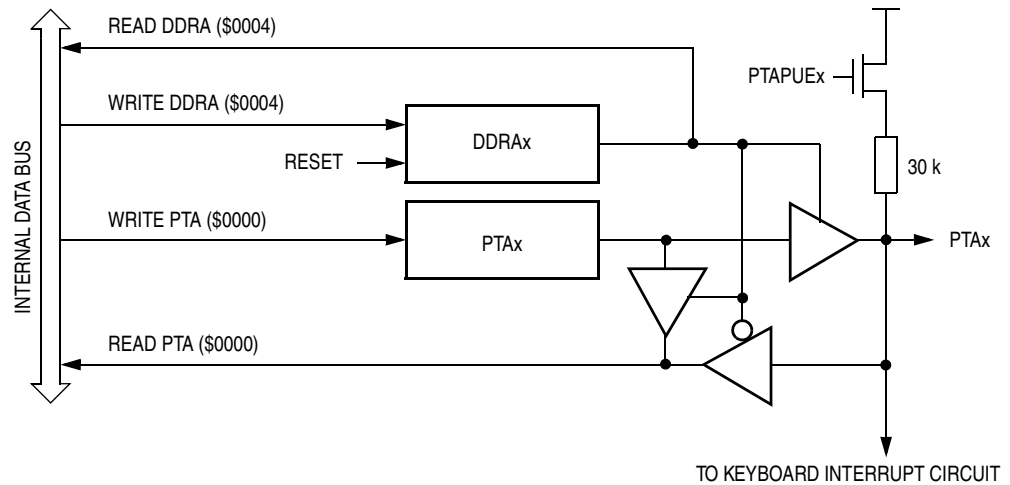 READ DDRA ($0004)
PTAPUEx
WRITE DDRA ($0004)
DDRAx
RESET
30 k
INTERNAL DATA BUS
WRITE PTA ($0000)
PTAx
PTAx
READ PTA ($0000)
TO KEYBOARD INTERRUPT CIRCUIT